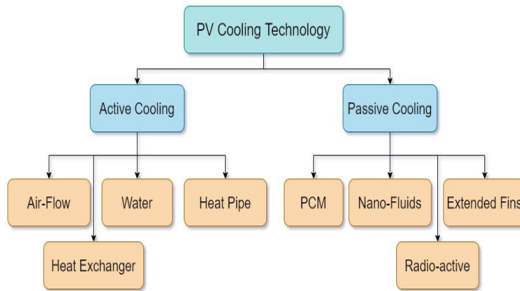 PV Cooling Technology
Active Cooling
Passive Cooling
Air-Flow
Water
Heat Pipe
PCM
Nano-Fluids
Extended Fins
Heat Exchanger
Radio-active